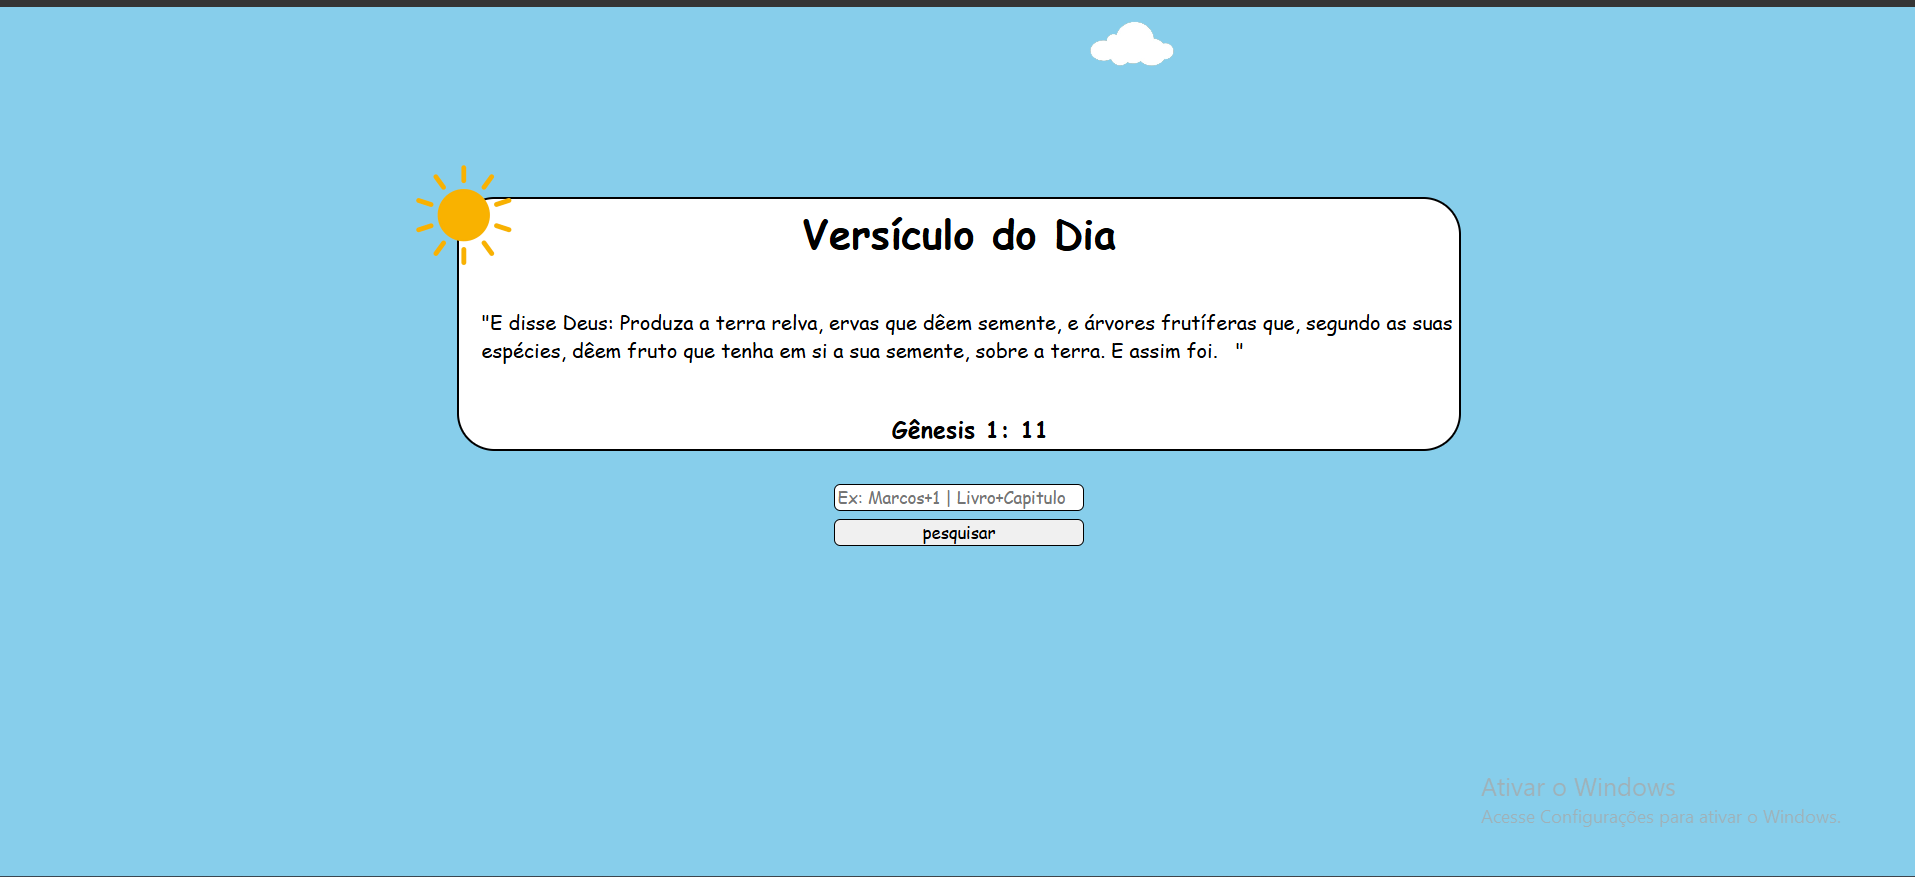 Versículo do Dia
"E disse Deus: Produza a terra relva, ervas que dêem semente, e árvores frutíferas que, segundo as suas
espécies, dêem fruto que tenha em si a sua semente, sobre a terra. E assim foi.   "
Gênesis 1: 11
Ex: Marcos+1 | Livro+Capitulo
pesquisar
Ativar o Windows
Acesse Configurações para ativar o Windows.